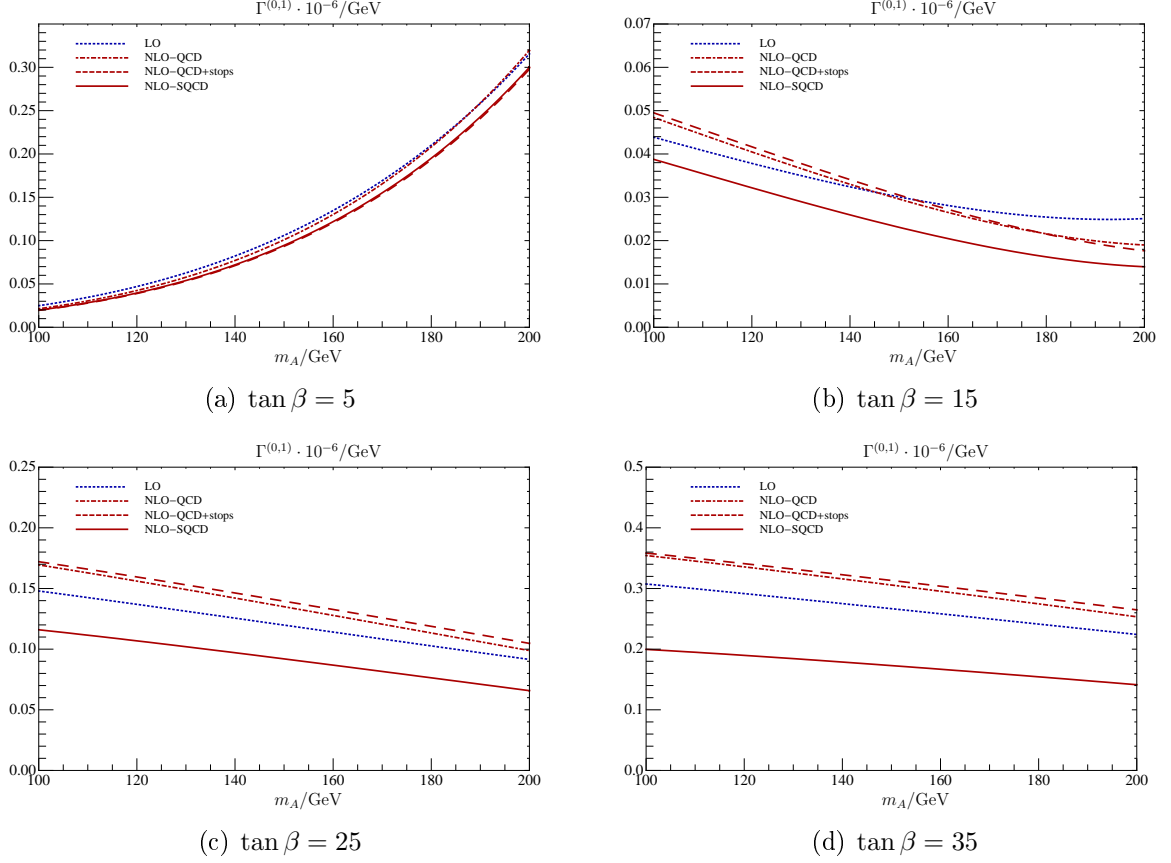 Γ^(0,1) · 10^−6/GeV
LO
NLO−QCD
NLO−QCD+stops
NLO−SQCD
0.30
0.25
0.20
0.15
0.10
0.05
0.00
100 120 140 160 180 200
m_A/GeV
(a) tan β = 5
Γ^(0,1) · 10^−6/GeV
LO
NLO−QCD
NLO−QCD+stops
NLO−SQCD
0.07
0.06
0.05
0.04
0.03
0.02
0.01
0.00
100 120 140 160 180 200
m_A/GeV
(b) tan β = 15
Γ^(0,1) · 10^−6/GeV
LO
NLO−QCD
NLO−QCD+stops
NLO−SQCD
0.25
0.20
0.15
0.10
0.05
0.00
100 120 140 160 180 200
m_A/GeV
(c) tan β = 25
Γ^(0,1) · 10^−6/GeV
LO
NLO−QCD
NLO−QCD+stops
NLO−SQCD
0.5
0.4
0.3
0.2
0.1
0.0
100 120 140 160 180 200
m_A/GeV
(d) tan β = 35